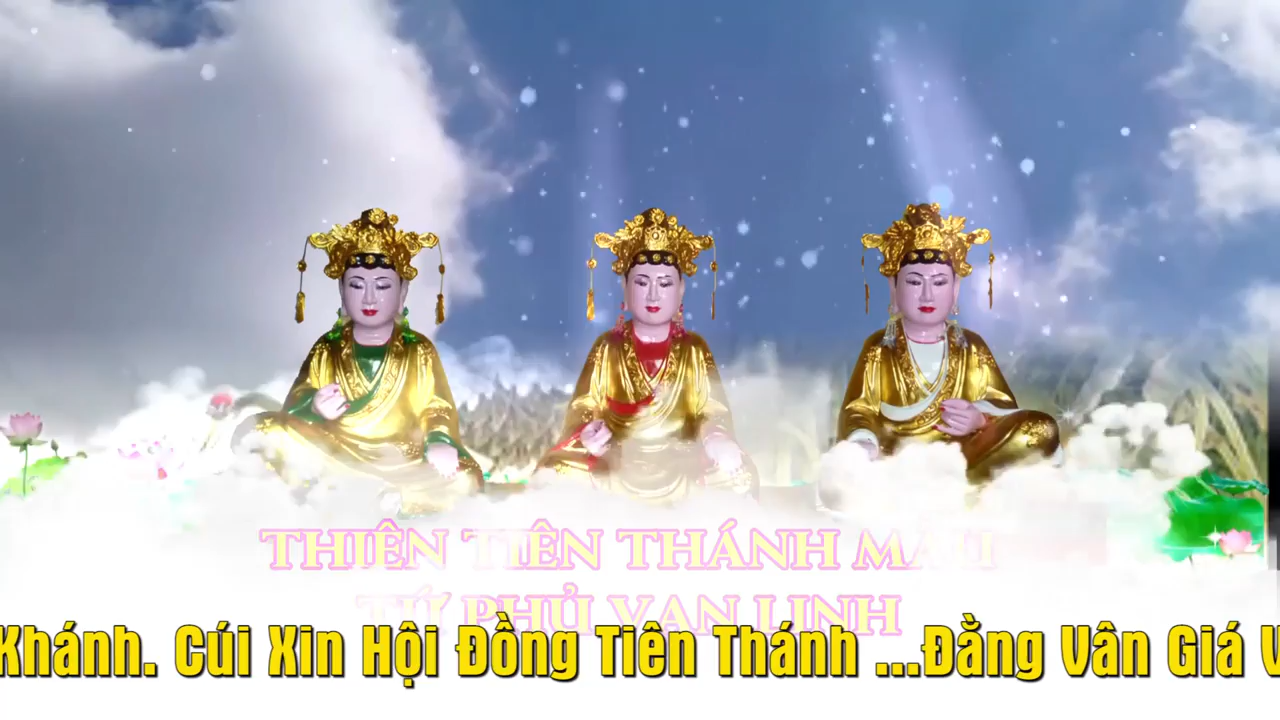 THIÊN TIÊN THÁNH MẪU
TỨ PHỦ VẠN LINH
Khánh. Cúi Xin Hội Đồng Tiên Thánh ...Đằng Vân Giá V